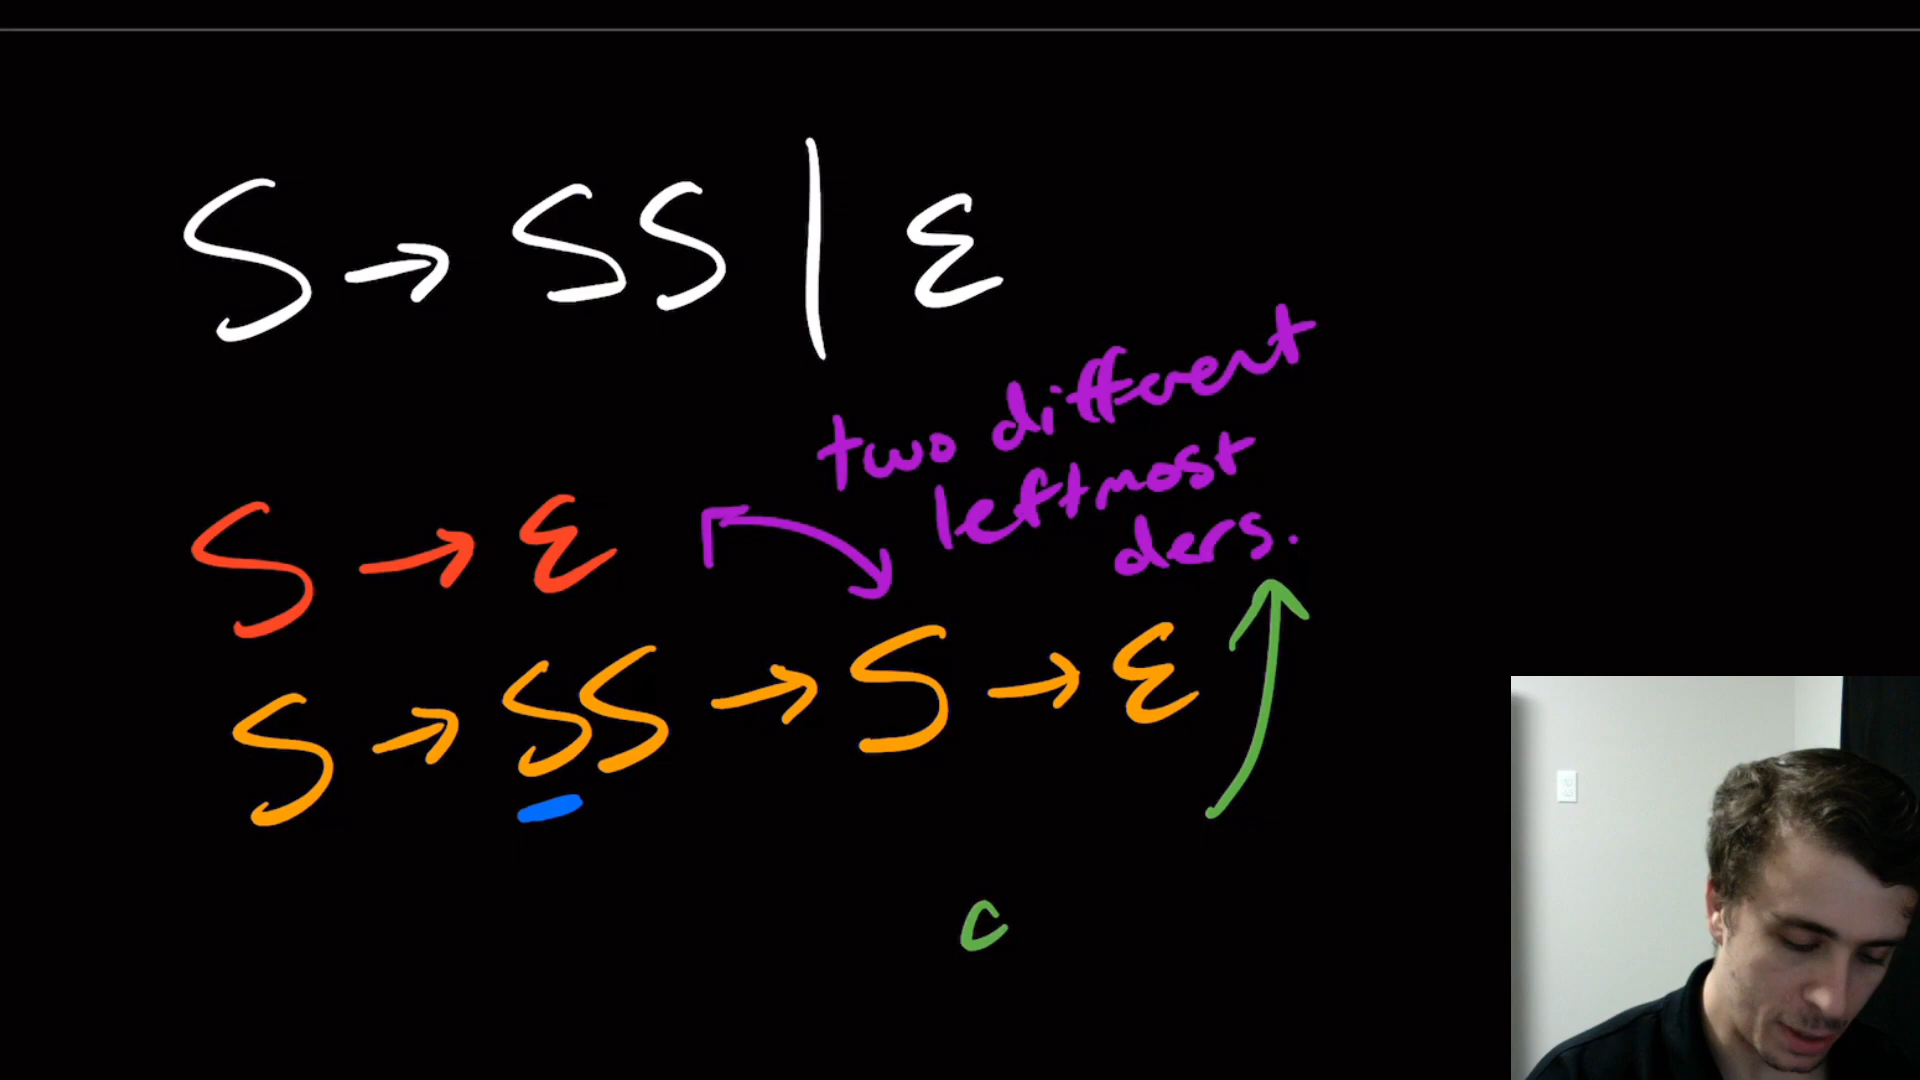 S → SS | ε
two different
leftmost
ders.
S → ε
S → SS → S → ε
c